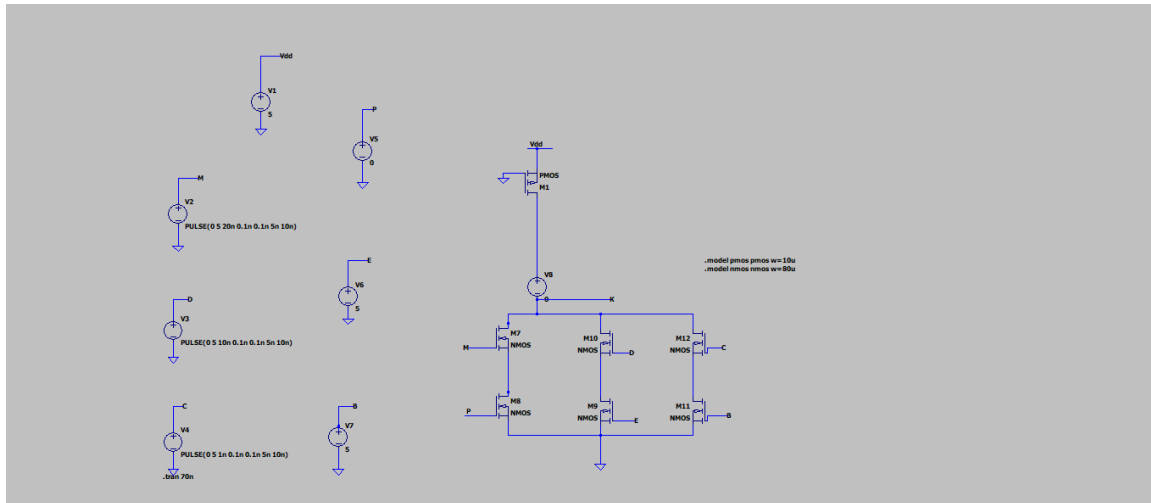 Vdd
V1
5
P
V5
0
M
V2
PULSE(0 5 20n 0.1n 0.1n 5n 10n)
Vdd
PMOS
M1
E
V6
5
D
V3
PULSE(0 5 10n 0.1n 0.1n 5n 10n)
.model pmos pmos w=10u
.model nmos nmos w=80u
V8
0
K
M7
NMOS
M
M10
NMOS
D
M12
NMOS
C
M8
NMOS
P
M9
NMOS
E
M11
NMOS
B
C
V4
PULSE(0 5 1n 0.1n 0.1n 5n 10n)
.tran 70n
B
V7
5